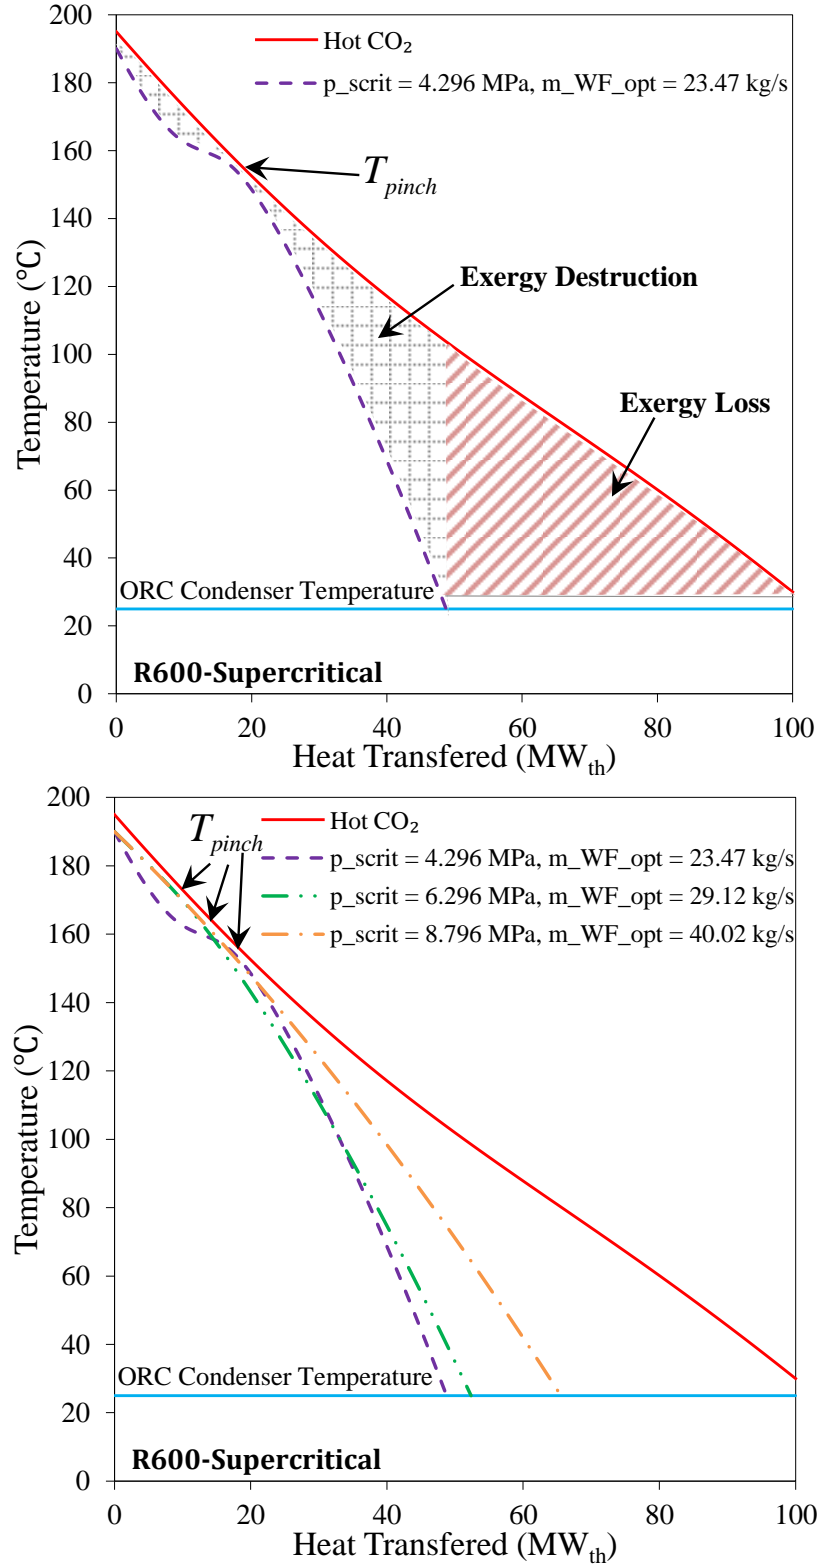 200
180
160
140
120
100
80
60
40
20
0
Temperature (°C)
Hot CO₂
p_scrit = 4.296 MPa, m_WF_opt = 23.47 kg/s
T_pinch
Exergy Destruction
Exergy Loss
ORC Condenser Temperature
R600-Supercritical
0 20 40 60 80 100
Heat Transfered (MW_th)
200
180
160
140
120
100
80
60
40
20
0
Temperature (°C)
T_pinch
Hot CO₂
p_scrit = 4.296 MPa, m_WF_opt = 23.47 kg/s
p_scrit = 6.296 MPa, m_WF_opt = 29.12 kg/s
p_scrit = 8.796 MPa, m_WF_opt = 40.02 kg/s
ORC Condenser Temperature
R600-Supercritical
0 20 40 60 80 100
Heat Transfered (MW_th)